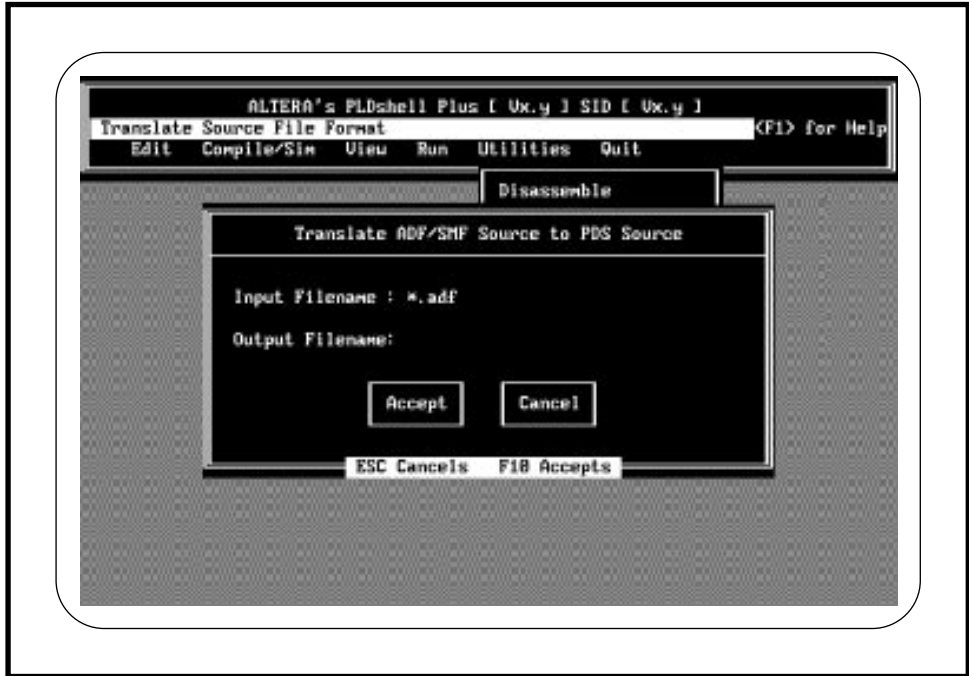 ALTERA's PLDshell Plus [ Vx.y ] SID [ Vx.y ]
Translate Source File Format <F1> for Help
Edit Compile/Sim View Run Utilities Quit
Disassemble
Translate ADF/SMF Source to PDS Source
Input Filename : *.adf
Output Filename:
Accept Cancel
ESC Cancels F10 Accepts